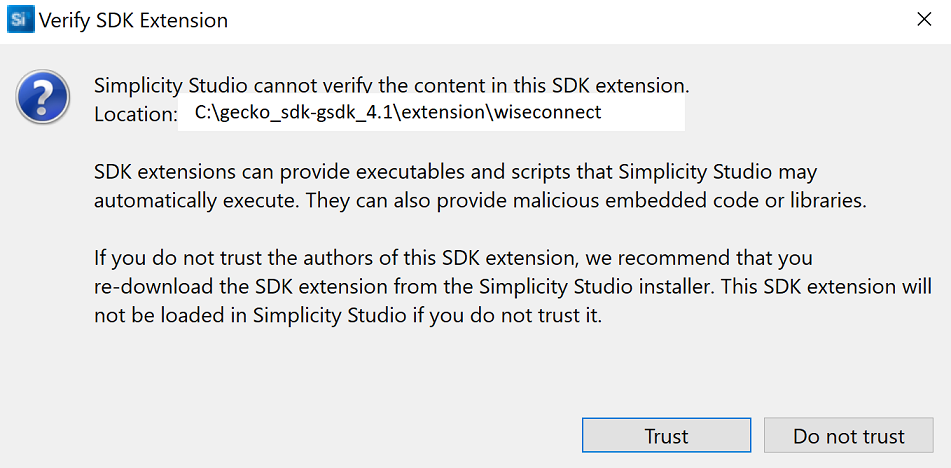 Si Verify SDK Extension
Simplicity Studio cannot verify the content in this SDK extension.
Location: C:\gecko_sdk-gsdk_4.1\extension\wiseconnect
SDK extensions can provide executables and scripts that Simplicity Studio may
automatically execute. They can also provide malicious embedded code or libraries.
If you do not trust the authors of this SDK extension, we recommend that you
re-download the SDK extension from the Simplicity Studio installer. This SDK extension will
not be loaded in Simplicity Studio if you do not trust it.
Trust Do not trust